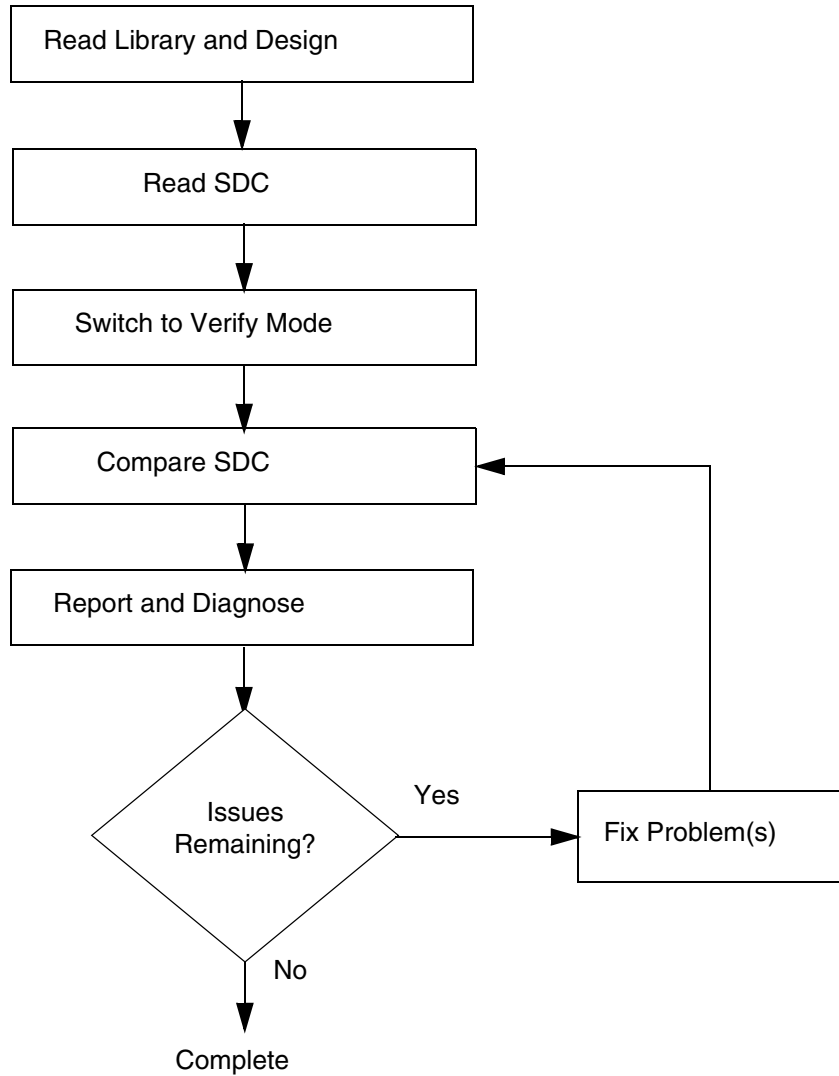 Read Library and Design
Read SDC
Switch to Verify Mode
Compare SDC
Report and Diagnose
Issues
Remaining?
Yes
Fix Problem(s)
No
Complete